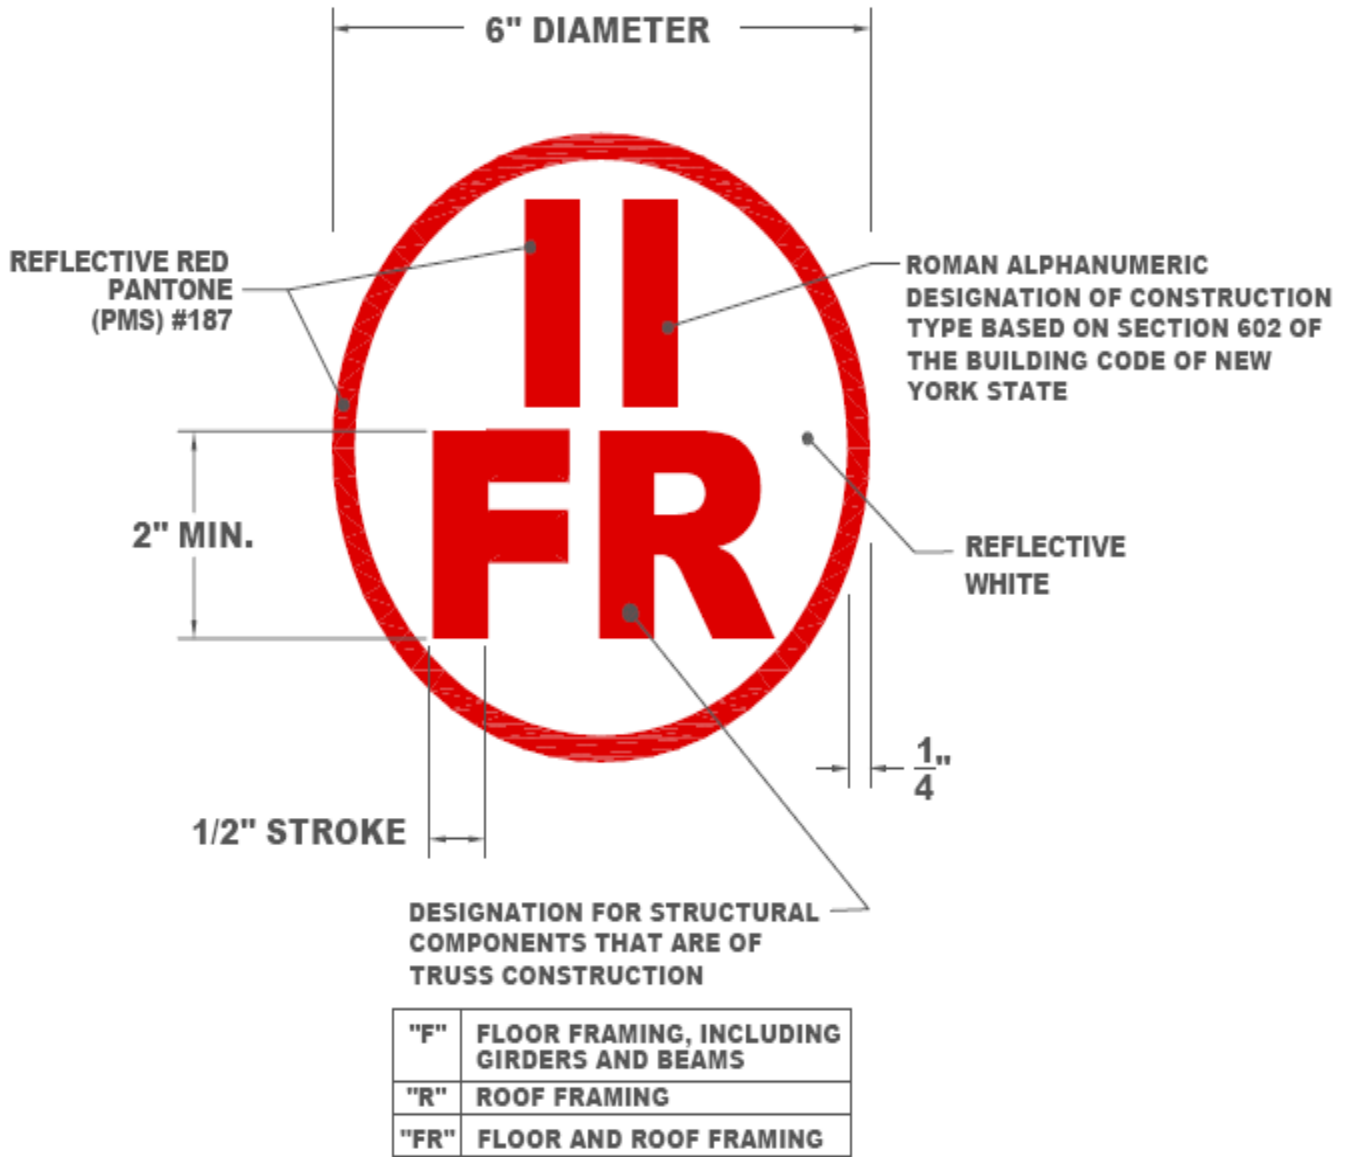 6" DIAMETER
II
FR
REFLECTIVE RED
PANTONE
(PMS) #187
ROMAN ALPHANUMERIC
DESIGNATION OF CONSTRUCTION
TYPE BASED ON SECTION 602 OF
THE BUILDING CODE OF NEW
YORK STATE
2" MIN.
REFLECTIVE
WHITE
1/4"
1/2" STROKE
DESIGNATION FOR STRUCTURAL
COMPONENTS THAT ARE OF
TRUSS CONSTRUCTION
"F" FLOOR FRAMING, INCLUDING
GIRDERS AND BEAMS
"R" ROOF FRAMING
"FR" FLOOR AND ROOF FRAMING